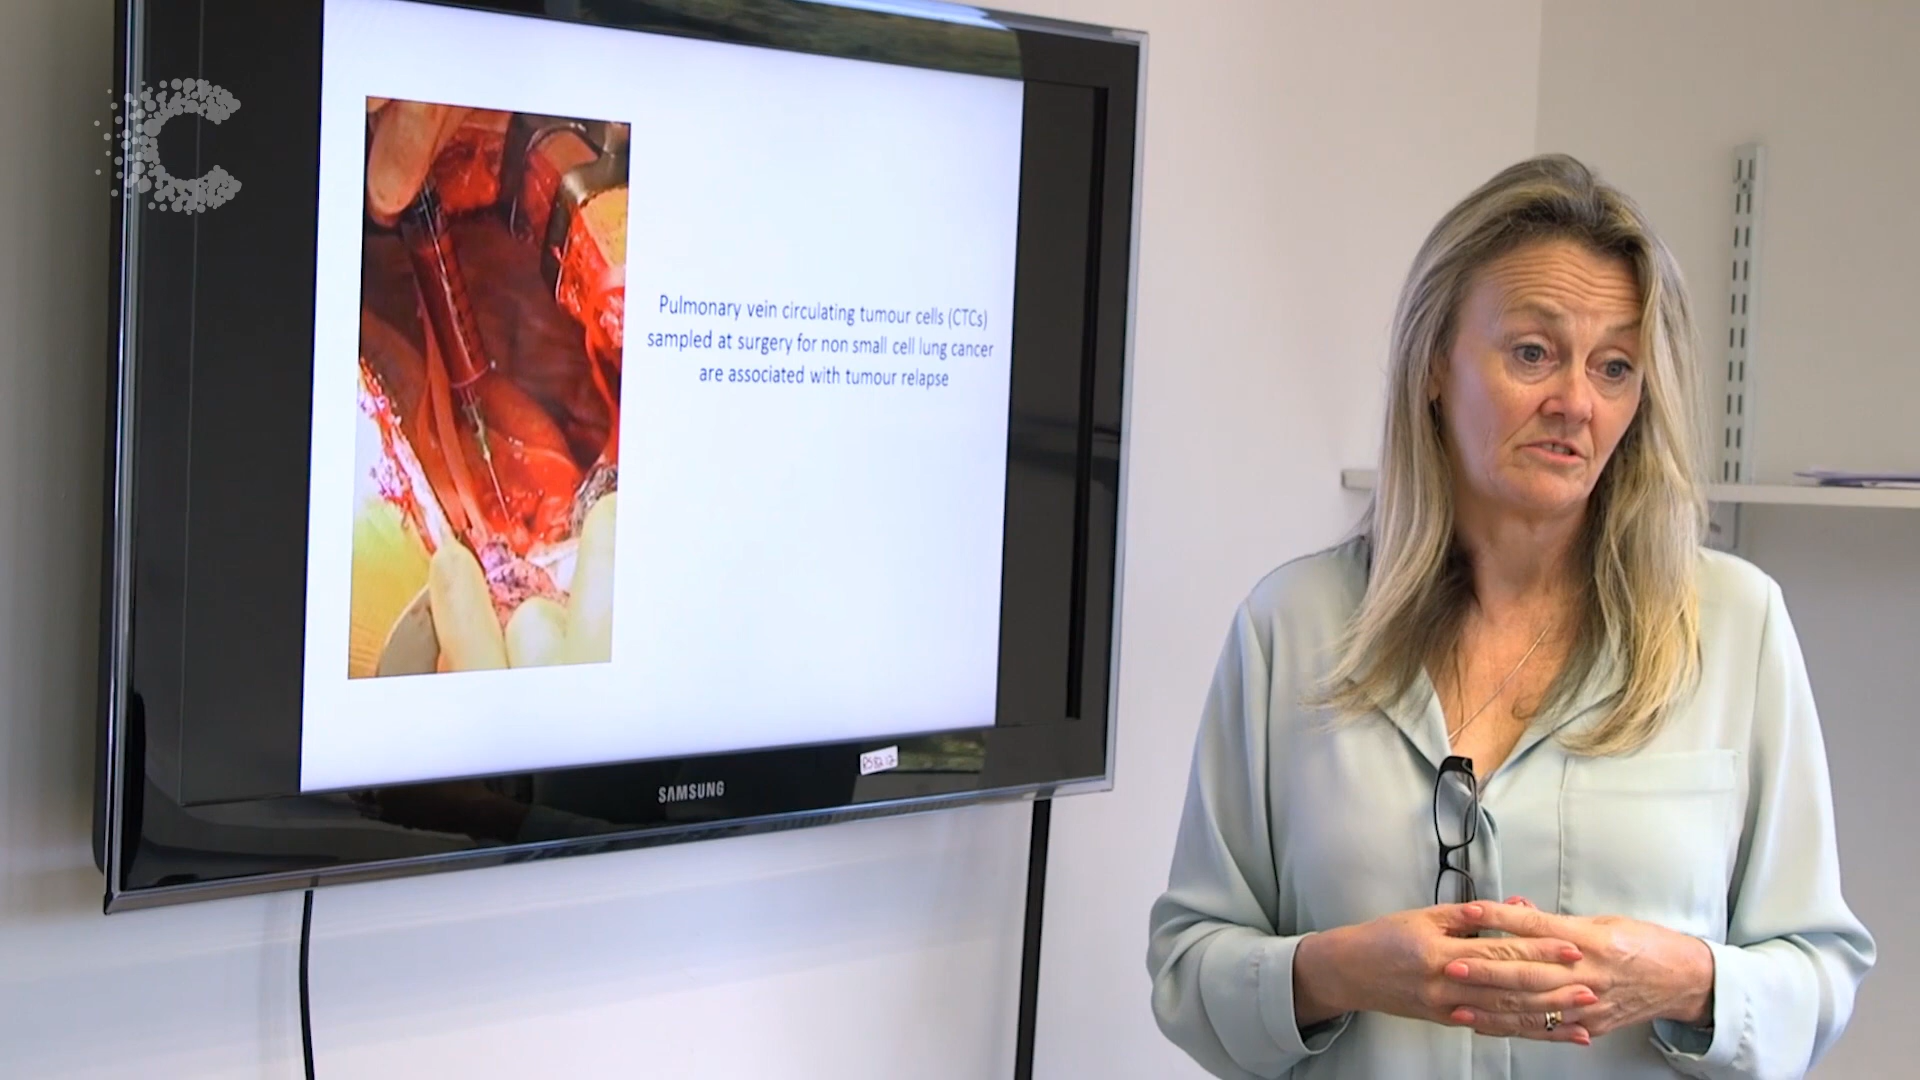 Pulmonary vein circulating tumour cells (CTCs)
sampled at surgery for non small cell lung cancer
are associated with tumour relapse
SAMSUNG